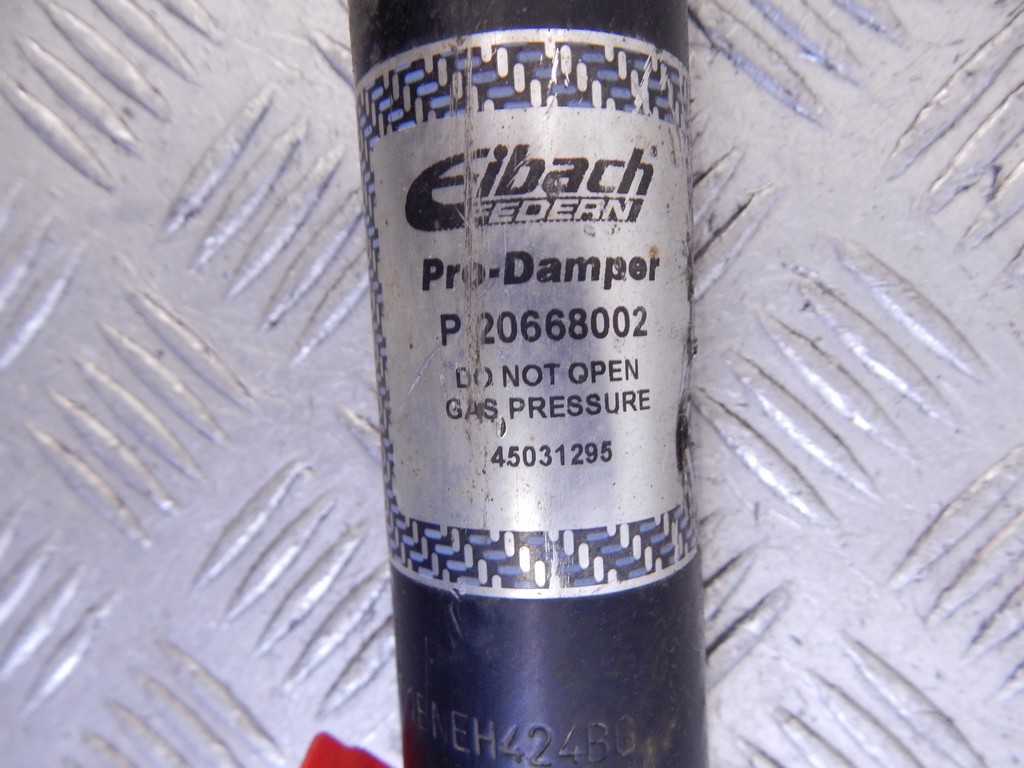 Eibach®
FEDERN
Pro-Damper
P 20668002
DO NOT OPEN
GAS PRESSURE
45031295